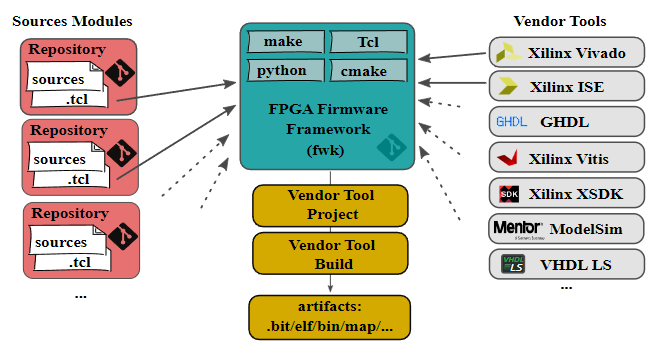 Sources Modules
Repository
sources
.tcl
Repository
sources
.tcl
Repository
sources
.tcl
...
make
Tcl
python
cmake
FPGA Firmware
Framework
(fwk)
Vendor Tool
Project
Vendor Tool
Build
artifacts:
.bit/elf/bin/map/...
Vendor Tools
Xilinx Vivado
Xilinx ISE
GHDL
GHDL
Xilinx Vitis
SDK
Xilinx XSDK
Mentor
A Siemens Business
ModelSim
VHDL
LS
VHDL LS
...